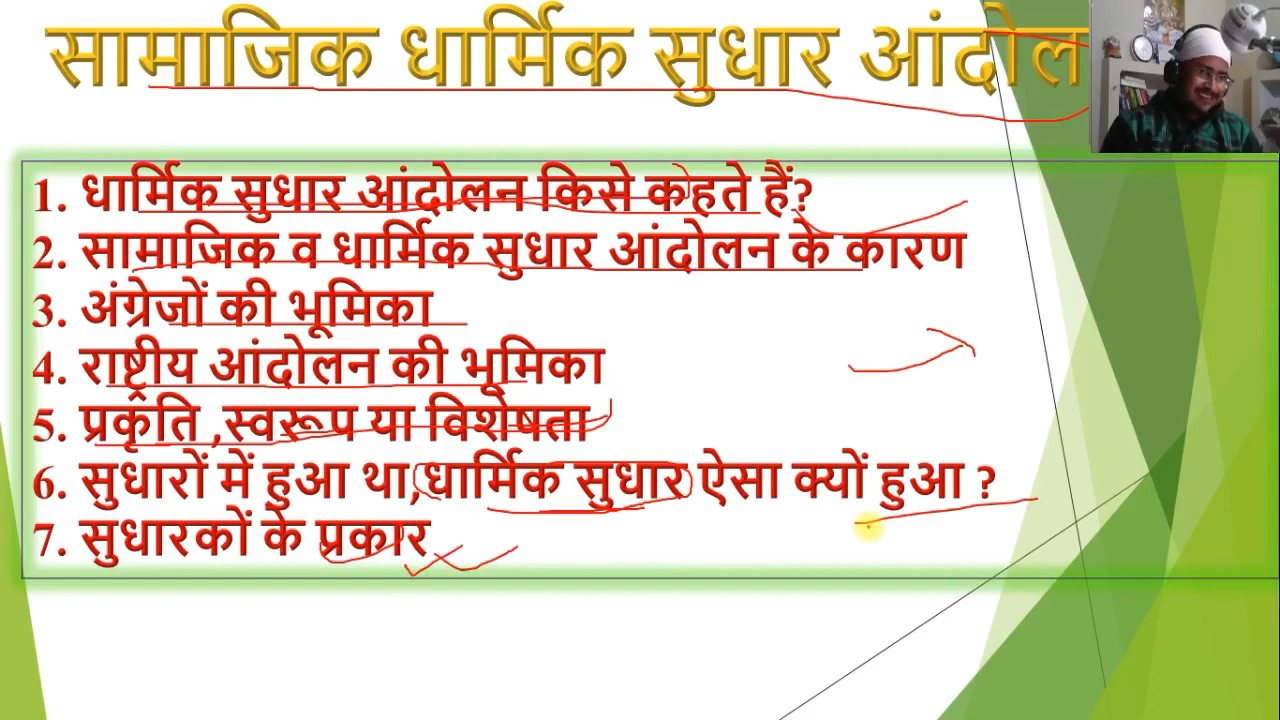 सामाजिक धार्मिक सुधार आंदोल
1. धार्मिक सुधार आंदोलन किसे कहते हैं?
2. सामाजिक व धार्मिक सुधार आंदोलन के कारण
3. अंग्रेजों की भूमिका
4. राष्ट्रीय आंदोलन की भूमिका
5. प्रकृति ,स्वरूप या विशेषता
6. सुधारों में हुआ था,धार्मिक सुधार ऐसा क्यों हुआ ?
7. सुधारकों के प्रकार